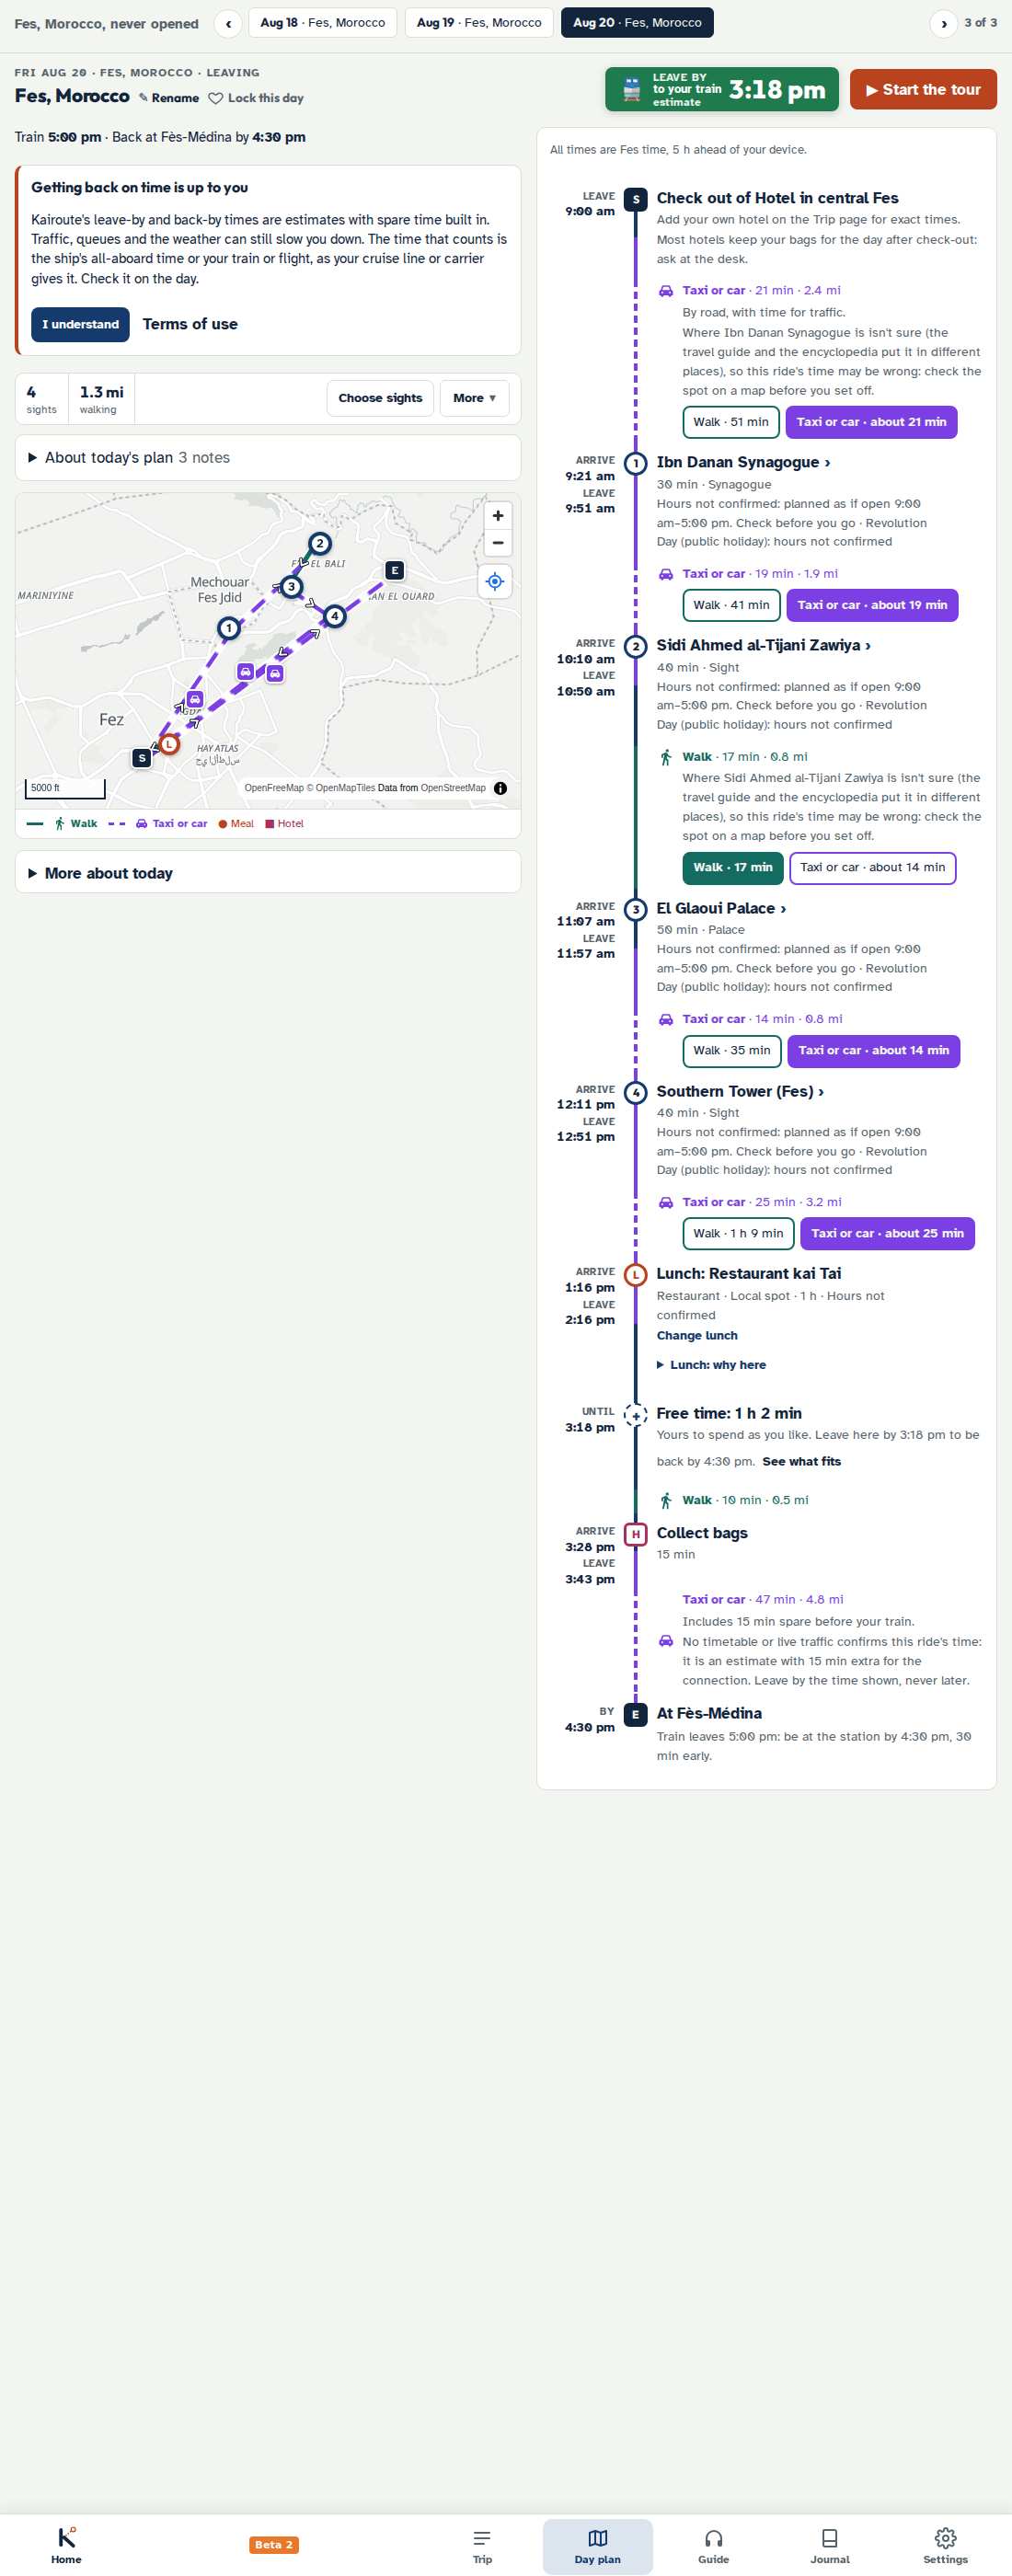 Fes, Morocco, never opened
‹
Aug 18 · Fes, Morocco
Aug 19 · Fes, Morocco
Aug 20 · Fes, Morocco
›
3 of 3
FRI AUG 20 · FES, MOROCCO · LEAVING
Fes, Morocco
✎ Rename
Lock this day
LEAVE BY
to your train
estimate
3:18 pm
▶ Start the tour
Train 5:00 pm · Back at Fès-Médina by 4:30 pm
Getting back on time is up to you
Kairoute's leave-by and back-by times are estimates with spare time built in.
Traffic, queues and the weather can still slow you down. The time that counts is
the ship's all-aboard time or your train or flight, as your cruise line or carrier
gives it. Check it on the day.
I understand
Terms of use
4
sights
1.3 mi
walking
Choose sights
More ▼
▶ About today's plan 3 notes
MARINIYINE
Mechouar
Fes Jdid
EL BALI
AN EL OUARD
Fez
HAY ATLAS
حي الأطلس
1
2
3
4
S
L
E
+
−
5000 ft
OpenFreeMap © OpenMapTiles Data from OpenStreetMap
Walk
Taxi or car
Meal
Hotel
▶ More about today
All times are Fes time, 5 h ahead of your device.
LEAVE
9:00 am
S
Check out of Hotel in central Fes
Add your own hotel on the Trip page for exact times.
Most hotels keep your bags for the day after check-out:
ask at the desk.
Taxi or car · 21 min · 2.4 mi
By road, with time for traffic.
Where Ibn Danan Synagogue is isn't sure (the
travel guide and the encyclopedia put it in different
places), so this ride's time may be wrong: check the
spot on a map before you set off.
Walk · 51 min
Taxi or car · about 21 min
ARRIVE
9:21 am
LEAVE
9:51 am
1
Ibn Danan Synagogue ›
30 min · Synagogue
Hours not confirmed: planned as if open 9:00
am–5:00 pm. Check before you go · Revolution
Day (public holiday): hours not confirmed
Taxi or car · 19 min · 1.9 mi
Walk · 41 min
Taxi or car · about 19 min
ARRIVE
10:10 am
LEAVE
10:50 am
2
Sidi Ahmed al-Tijani Zawiya ›
40 min · Sight
Hours not confirmed: planned as if open 9:00
am–5:00 pm. Check before you go · Revolution
Day (public holiday): hours not confirmed
Walk · 17 min · 0.8 mi
Where Sidi Ahmed al-Tijani Zawiya is isn't sure (the
travel guide and the encyclopedia put it in different
places), so this ride's time may be wrong: check the
spot on a map before you set off.
Walk · 17 min
Taxi or car · about 14 min
ARRIVE
11:07 am
LEAVE
11:57 am
3
El Glaoui Palace ›
50 min · Palace
Hours not confirmed: planned as if open 9:00
am–5:00 pm. Check before you go · Revolution
Day (public holiday): hours not confirmed
Taxi or car · 14 min · 0.8 mi
Walk · 35 min
Taxi or car · about 14 min
ARRIVE
12:11 pm
LEAVE
12:51 pm
4
Southern Tower (Fes) ›
40 min · Sight
Hours not confirmed: planned as if open 9:00
am–5:00 pm. Check before you go · Revolution
Day (public holiday): hours not confirmed
Taxi or car · 25 min · 3.2 mi
Walk · 1 h 9 min
Taxi or car · about 25 min
ARRIVE
1:16 pm
LEAVE
2:16 pm
L
Lunch: Restaurant kai Tai
Restaurant · Local spot · 1 h · Hours not
confirmed
Change lunch
▶ Lunch: why here
UNTIL
3:18 pm
+
Free time: 1 h 2 min
Yours to spend as you like. Leave here by 3:18 pm to be
back by 4:30 pm. See what fits
Walk · 10 min · 0.5 mi
ARRIVE
3:28 pm
LEAVE
3:43 pm
H
Collect bags
15 min
Taxi or car · 47 min · 4.8 mi
Includes 15 min spare before your train.
No timetable or live traffic confirms this ride's time:
it is an estimate with 15 min extra for the
connection. Leave by the time shown, never later.
BY
4:30 pm
E
At Fès-Médina
Train leaves 5:00 pm: be at the station by 4:30 pm, 30
min early.
Home
Beta 2
Trip
Day plan
Guide
Journal
Settings